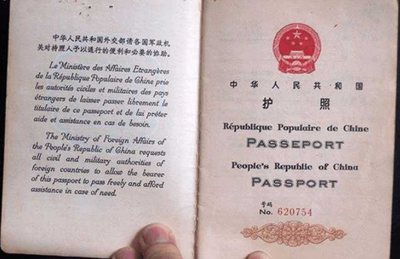 中华人民共和国外交部请各国军政机
关对持照人予以通行的便利和必要的协助。
Le Ministère des Affaires Etrangères
de la République Populaire de Chine prie
les autorités civiles et militaires des pays
étrangers de laisser passer librement le
titulaire de ce passeport et de lui prêter
aide et assistance en cas de besoin.
The Ministry of Foreign Affairs of
the People's Republic of China requests
all civil and military authorities of
foreign countries to allow the bearer
of this passport to pass freely and afford
assistance in case of need.
中华人民共和国
护照
République Populaire de Chine
PASSEPORT
People's Republic of China
PASSPORT
号码
No. 620754